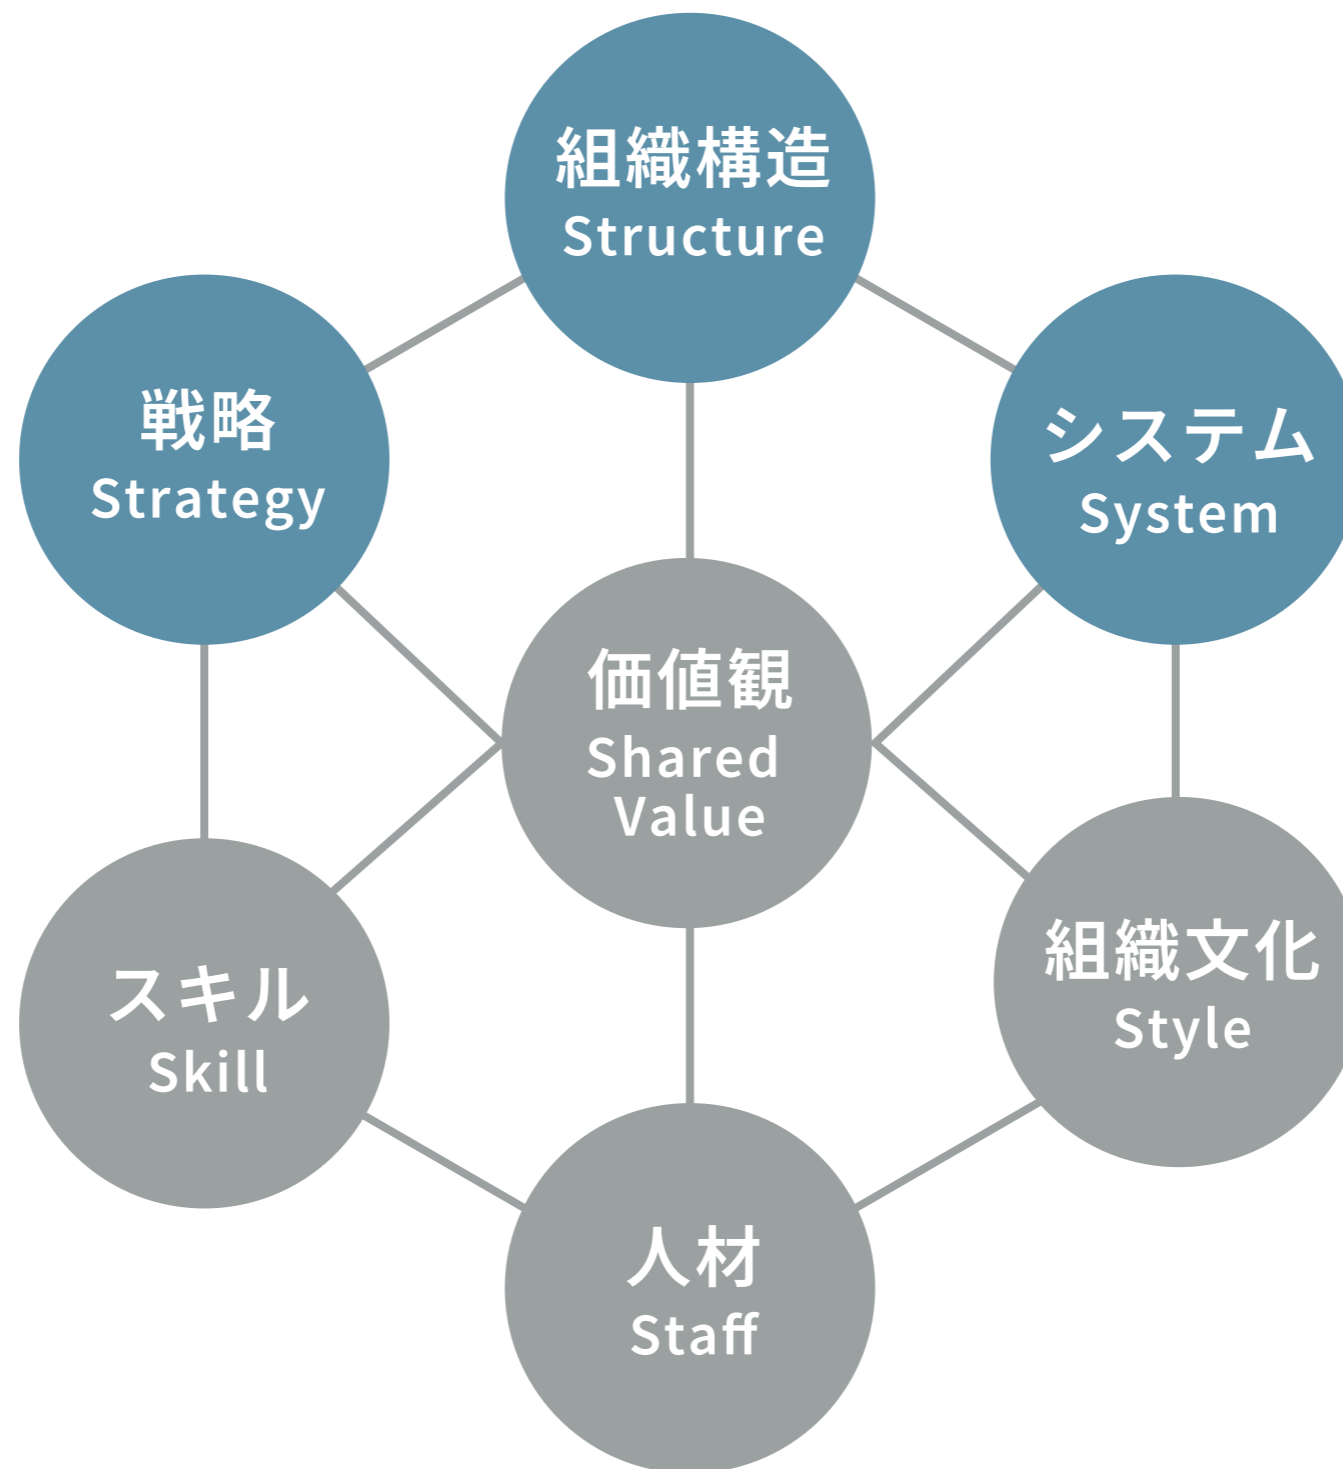 組織構造
Structure
戦略
Strategy
システム
System
価値観
Shared
Value
スキル
Skill
組織文化
Style
人材
Staff